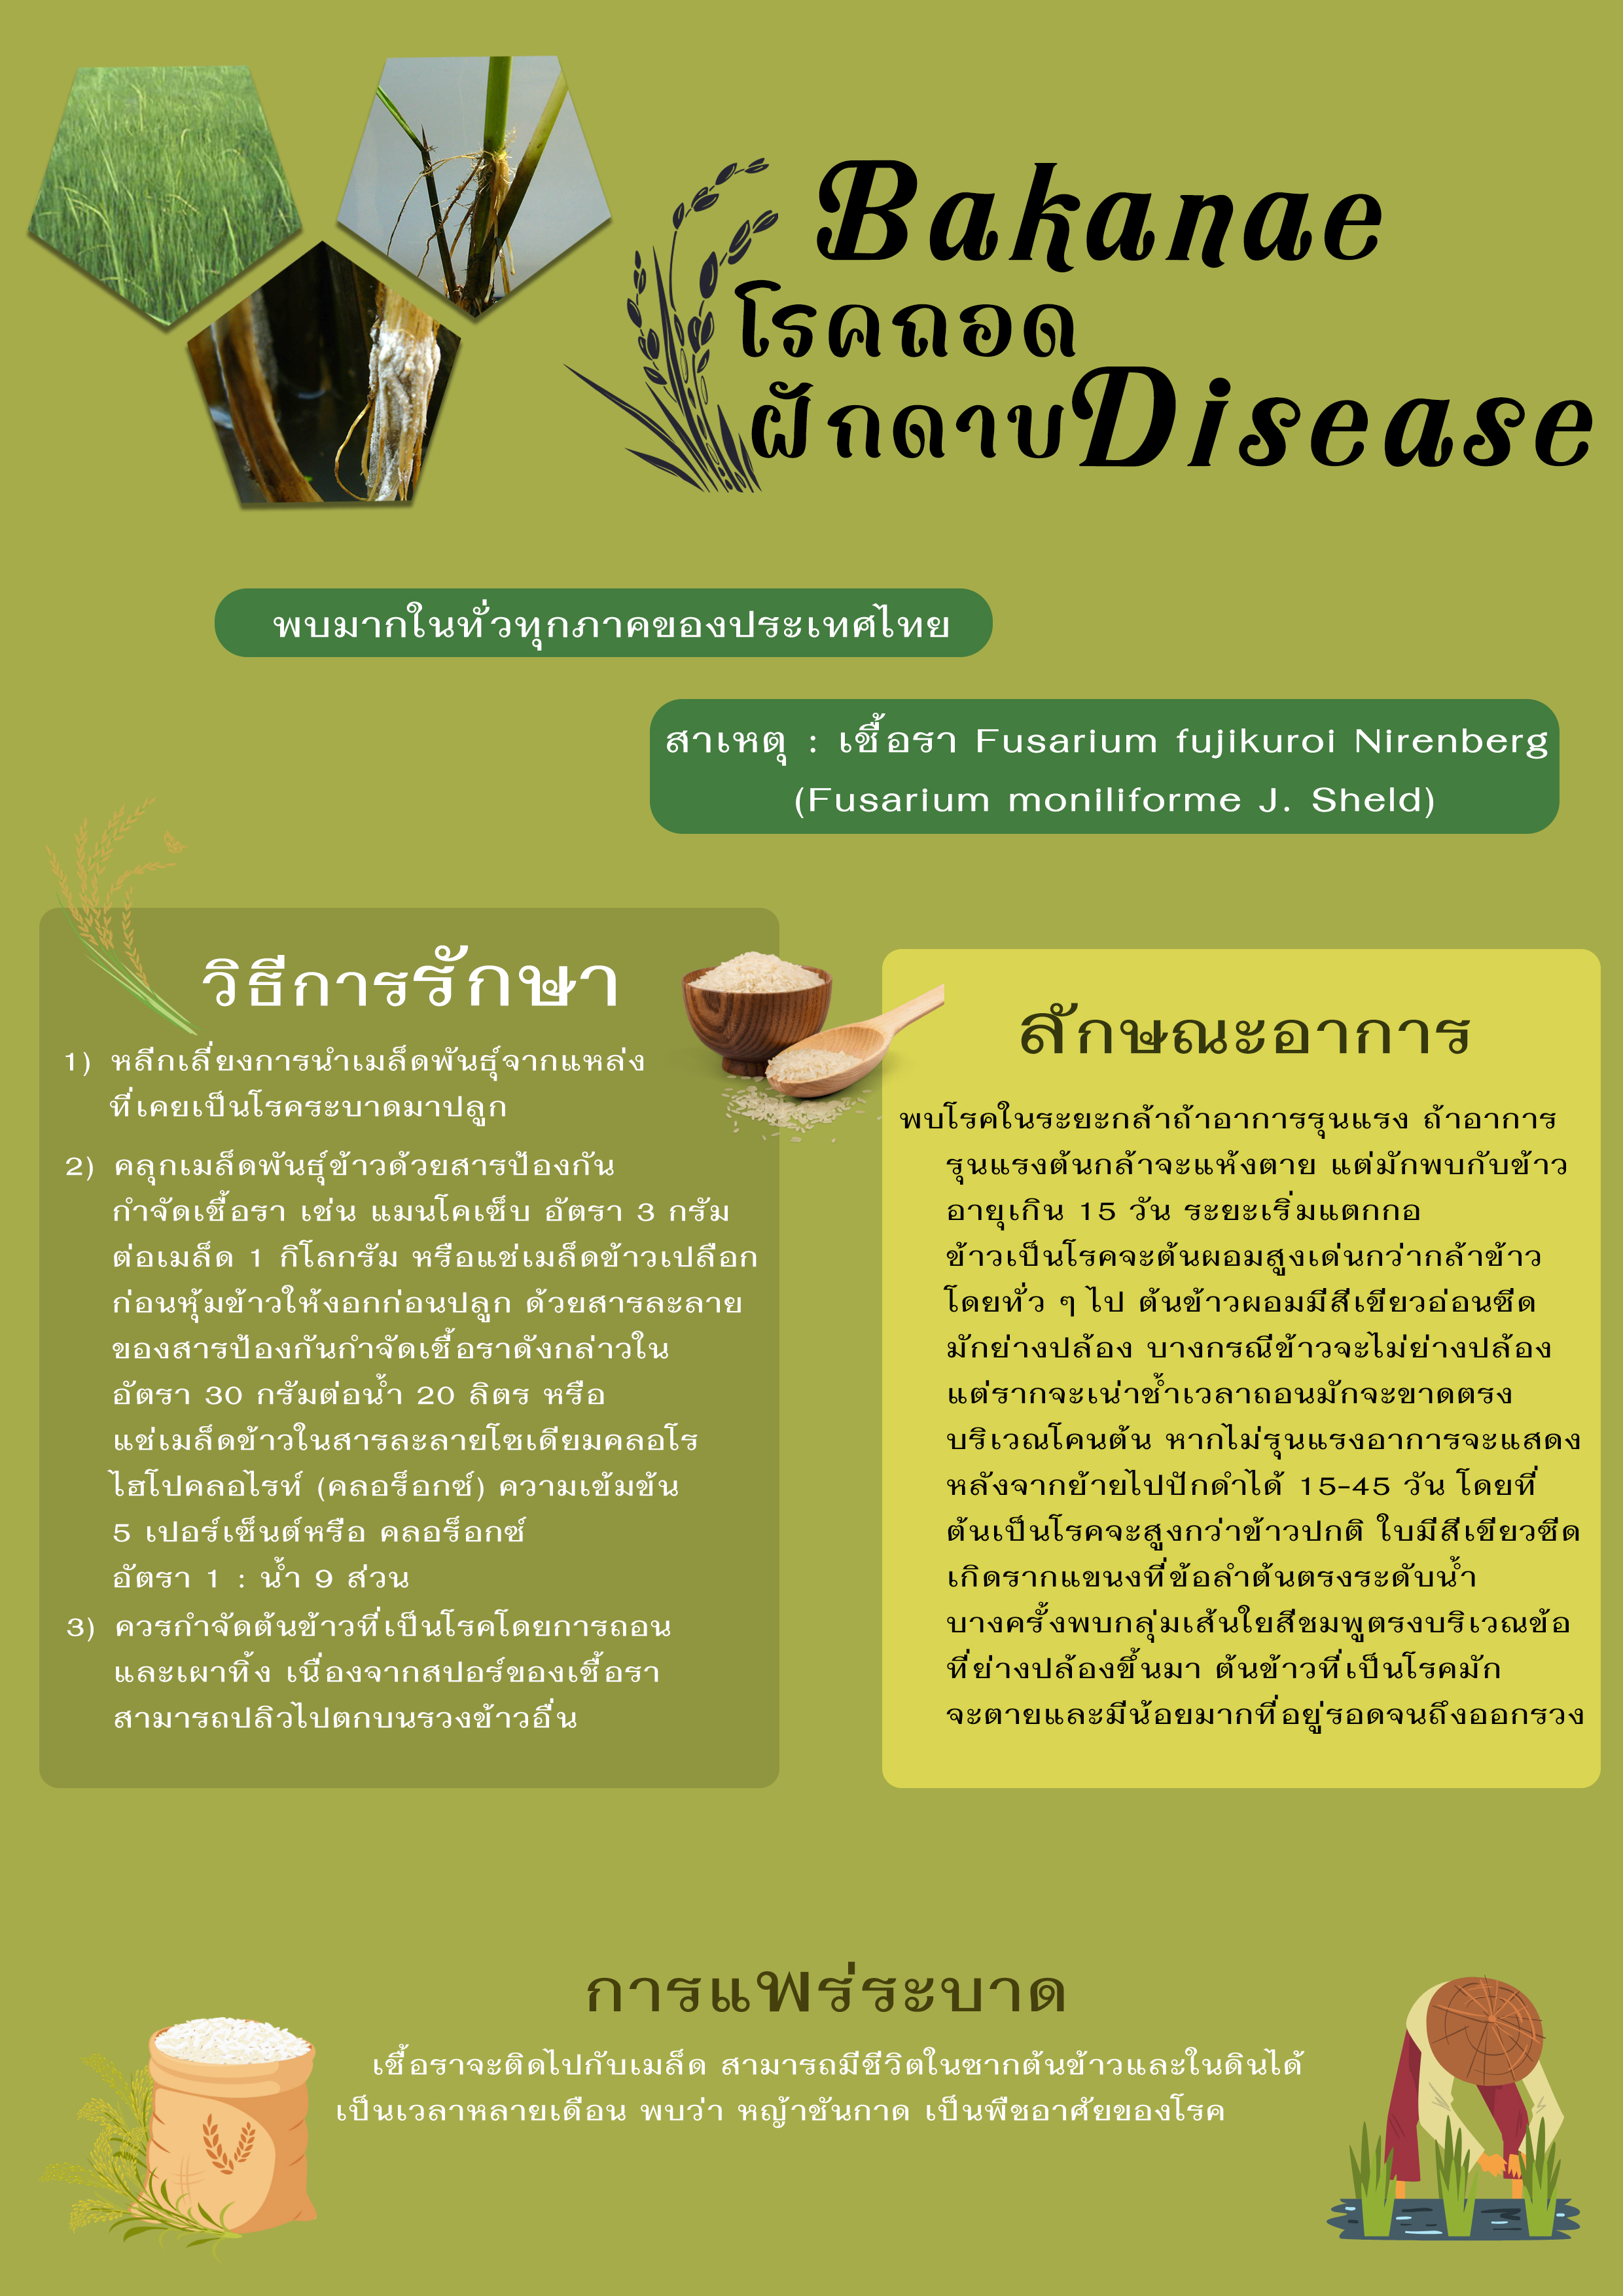 Bakanae
โรคถอด
ฝักดาบ Disease
พบมากในทั่วทุกภาคของประเทศไทย
สาเหตุ : เชื้อรา Fusarium fujikuroi Nirenberg
(Fusarium moniliforme J. Sheld)
วิธีการรักษา
1) หลีกเลี่ยงการนำเมล็ดพันธุ์จากแหล่ง
ที่เคยเป็นโรคระบาดมาปลูก
2) คลุกเมล็ดพันธุ์ข้าวด้วยสารป้องกัน
กำจัดเชื้อรา เช่น แมนโคเซ็บ อัตรา 3 กรัม
ต่อเมล็ด 1 กิโลกรัม หรือแช่เมล็ดข้าวเปลือก
ก่อนหุ้มข้าวให้งอกก่อนปลูก ด้วยสารละลาย
ของสารป้องกันกำจัดเชื้อราดังกล่าวใน
อัตรา 30 กรัมต่อน้ำ 20 ลิตร หรือ
แช่เมล็ดข้าวในสารละลายโซเดียมคลอโร
ไฮโปคลอไรท์ (คลอร็อกซ์) ความเข้มข้น
5 เปอร์เซ็นต์หรือ คลอร็อกซ์
อัตรา 1 : น้ำ 9 ส่วน
3) ควรกำจัดต้นข้าวที่เป็นโรคโดยการถอน
และเผาทิ้ง เนื่องจากสปอร์ของเชื้อรา
สามารถปลิวไปตกบนรวงข้าวอื่น
ลักษณะอาการ
พบโรคในระยะกล้าถ้าอาการรุนแรง ถ้าอาการ
รุนแรงต้นกล้าจะแห้งตาย แต่มักพบกับข้าว
อายุเกิน 15 วัน ระยะเริ่มแตกกอ
ข้าวเป็นโรคจะต้นผอมสูงเด่นกว่ากล้าข้าว
โดยทั่ว ๆ ไป ต้นข้าวผอมมีสีเขียวอ่อนซีด
มักย่างปล้อง บางกรณีข้าวจะไม่ย่างปล้อง
แต่รากจะเน่าช้ำเวลาถอนมักจะขาดตรง
บริเวณโคนต้น หากไม่รุนแรงอาการจะแสดง
หลังจากย้ายไปปักดำได้ 15-45 วัน โดยที่
ต้นเป็นโรคจะสูงกว่าข้าวปกติ ใบมีสีเขียวซีด
เกิดรากแขนงที่ข้อลำต้นตรงระดับน้ำ
บางครั้งพบกลุ่มเส้นใยสีชมพูตรงบริเวณข้อ
ที่ย่างปล้องขึ้นมา ต้นข้าวที่เป็นโรคมัก
จะตายและมีน้อยมากที่อยู่รอดจนถึงออกรวง
การแพร่ระบาด
เชื้อราจะติดไปกับเมล็ด สามารถมีชีวิตในซากต้นข้าวและในดินได้
เป็นเวลาหลายเดือน พบว่า หญ้าชันกาด เป็นพืชอาศัยของโรค